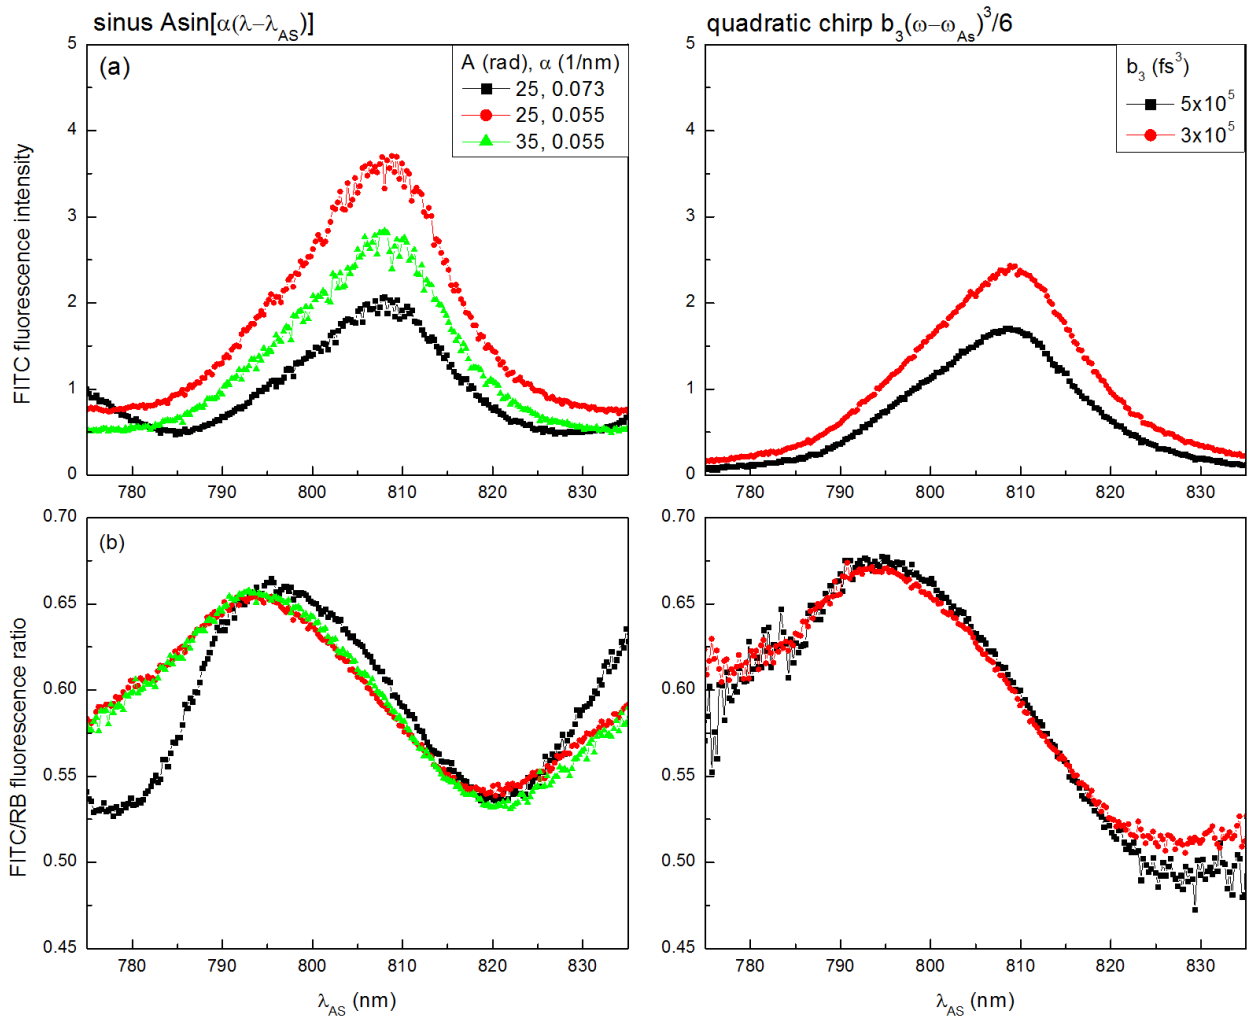 sinus Asin[α(λ−λAS)]
quadratic chirp b3(ω−ωAs)3/6
5
4
3
2
1
0
(a)
A (rad), α (1/nm)
25, 0.073
25, 0.055
35, 0.055
FITC fluorescence intensity
780 790 800 810 820 830
5
4
3
2
1
0
b3 (fs3)
5x105
3x105
780 790 800 810 820 830
0.70
0.65
0.60
0.55
0.50
0.45
(b)
FITC/RB fluorescence ratio
780 790 800 810 820 830
λAS (nm)
0.70
0.65
0.60
0.55
0.50
0.45
780 790 800 810 820 830
λAS (nm)